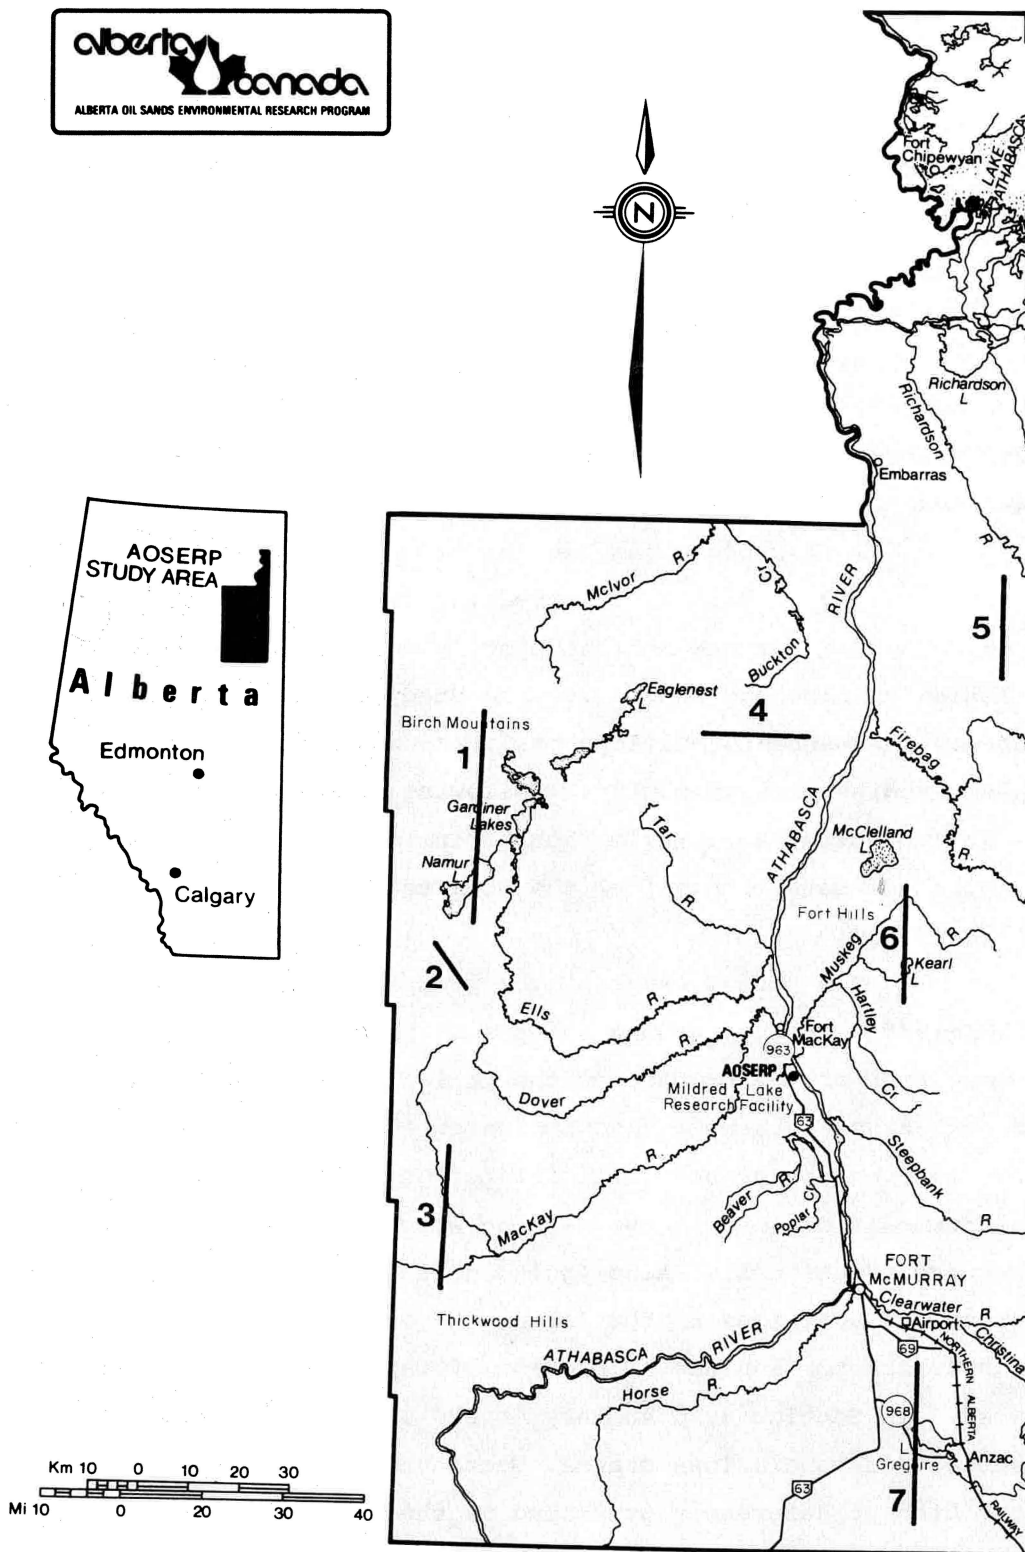 alberta
canada
ALBERTA OIL SANDS ENVIRONMENTAL RESEARCH PROGRAM
N
Fort
Chipewyan
LAKE
ATHABASCA
Richardson
L
Richardson
R
Embarras
AOSERP
STUDY AREA
Alberta
Edmonton
Calgary
McIvor R.
Cr
Buckton
RIVER
5
Eaglenest
L
4
Birch Mountains
1
Firebag
R.
Gardiner
Lakes
ATHABASCA
McClelland
L
Tar
R
Namur
L
Fort Hills
6
Muskeg
R
Kearl
L
2
Ells
R.
Hartley
Cr
Fort
MacKay
963
AOSERP
Mildred Lake
Research Facility
Dover
R.
63
Steepbank
R
3
MacKay
R.
Beaver
R.
Poplar Cr
FORT
McMURRAY
Clearwater
R
Airport
Christina
Thickwood Hills
ATHABASCA
RIVER
69
NORTHERN
ALBERTA
RAILWAY
Horse
R.
968
L
Gregoire
Anzac
7
63
Km 10 0 10 20 30
Mi 10 0 20 30 40